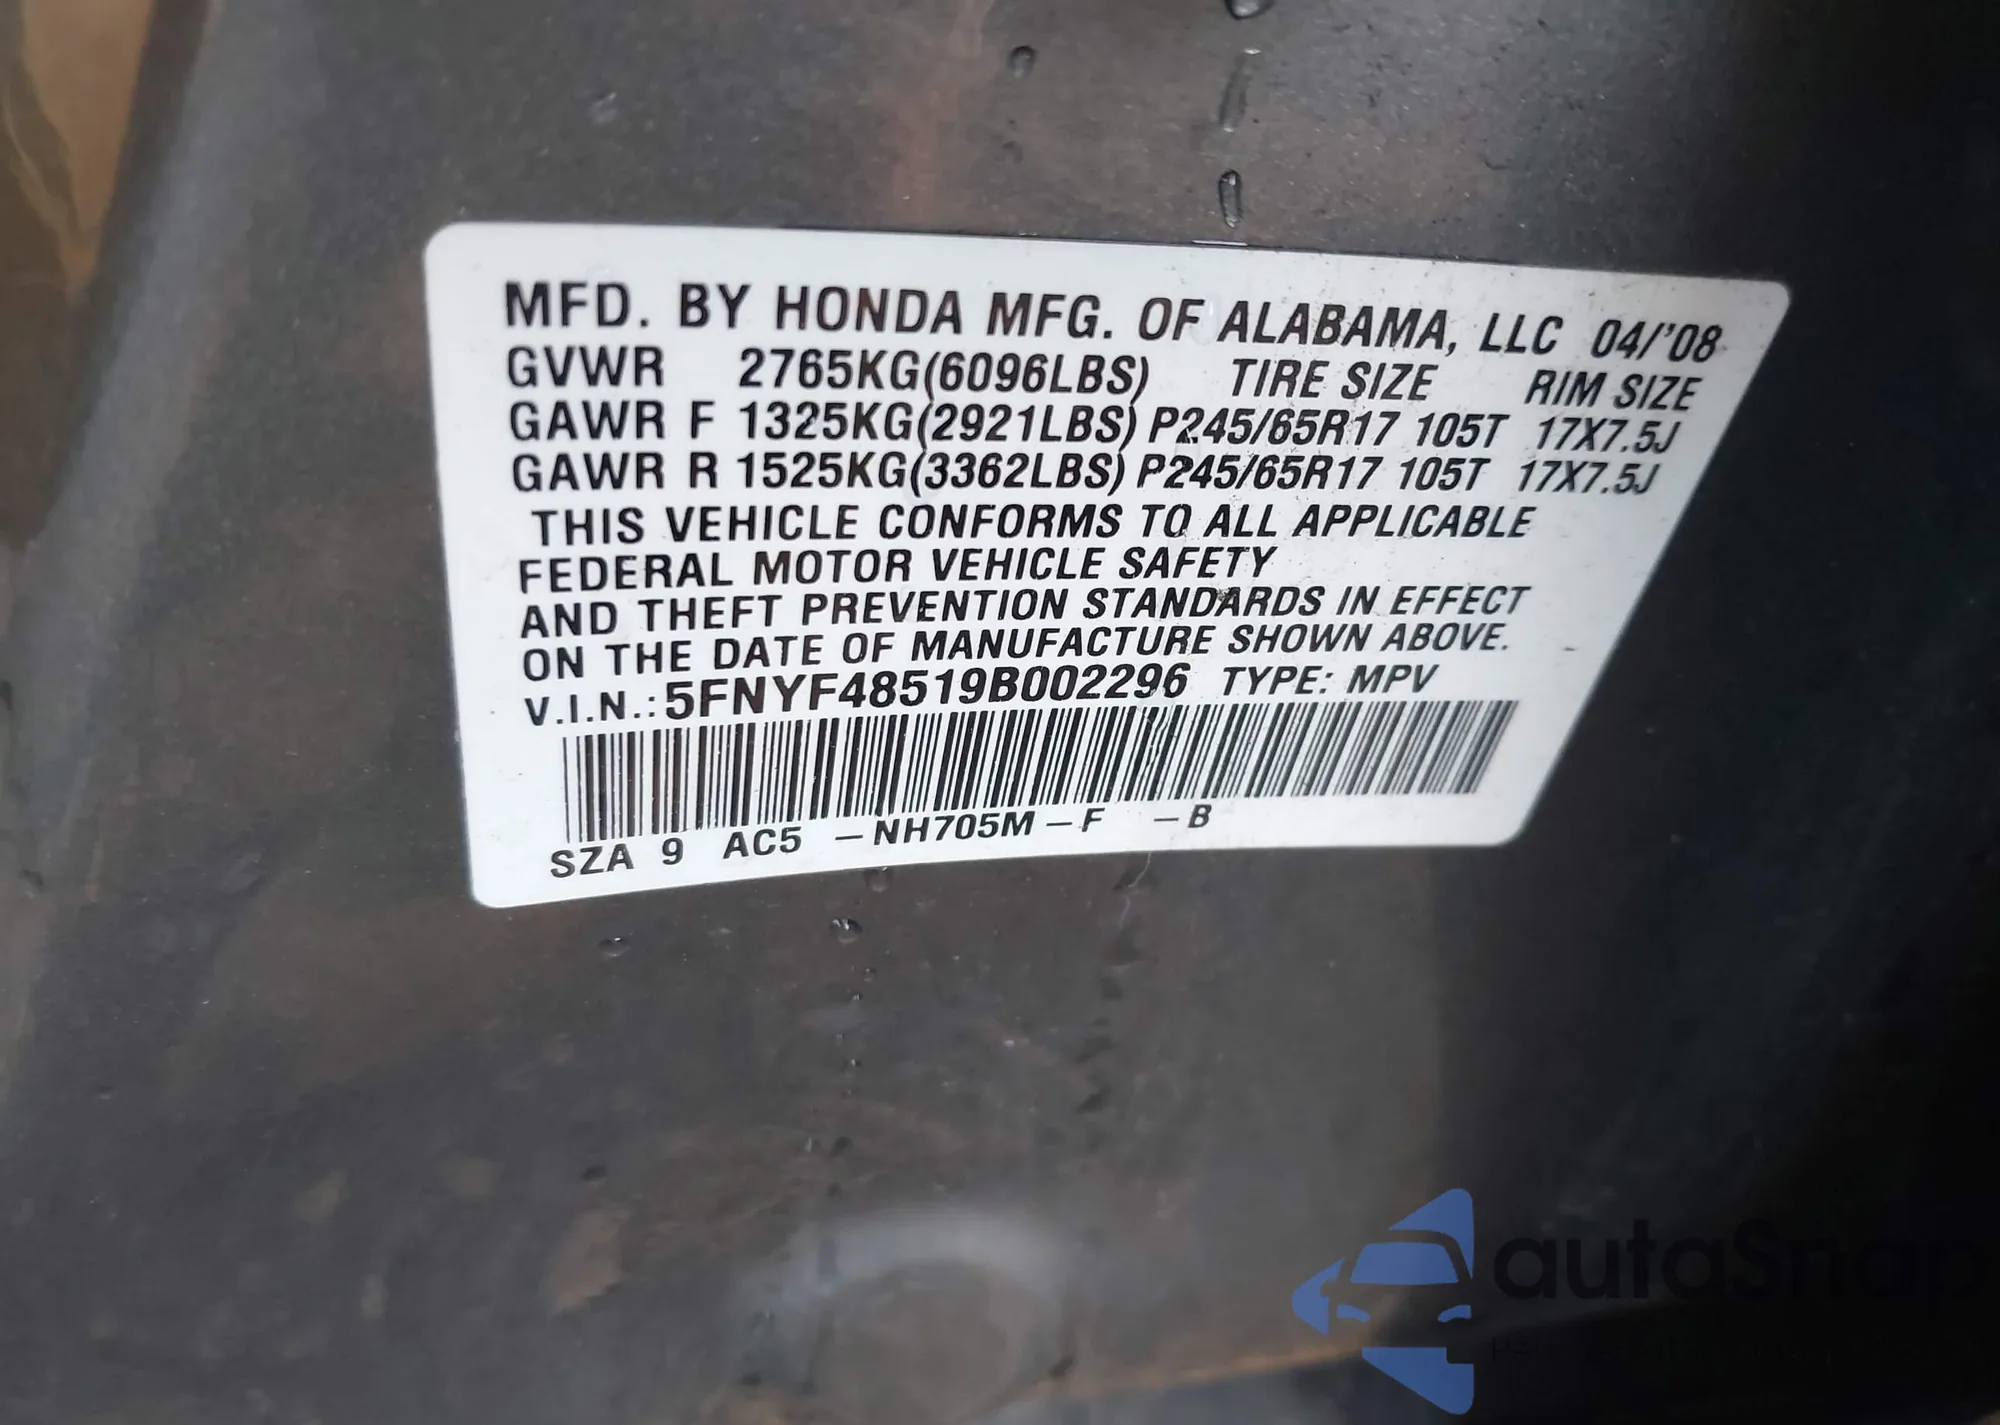 MFD. BY HONDA MFG. OF ALABAMA, LLC 04/'08
GVWR 2765KG(6096LBS) TIRE SIZE RIM SIZE
GAWR F 1325KG(2921LBS) P245/65R17 105T 17X7.5J
GAWR R 1525KG(3362LBS) P245/65R17 105T 17X7.5J
THIS VEHICLE CONFORMS TO ALL APPLICABLE
FEDERAL MOTOR VEHICLE SAFETY
AND THEFT PREVENTION STANDARDS IN EFFECT
ON THE DATE OF MANUFACTURE SHOWN ABOVE.
V.I.N.: 5FNYF48519B002296 TYPE: MPV
SZA 9 AC5 -NH705M-F -B
autaSnap